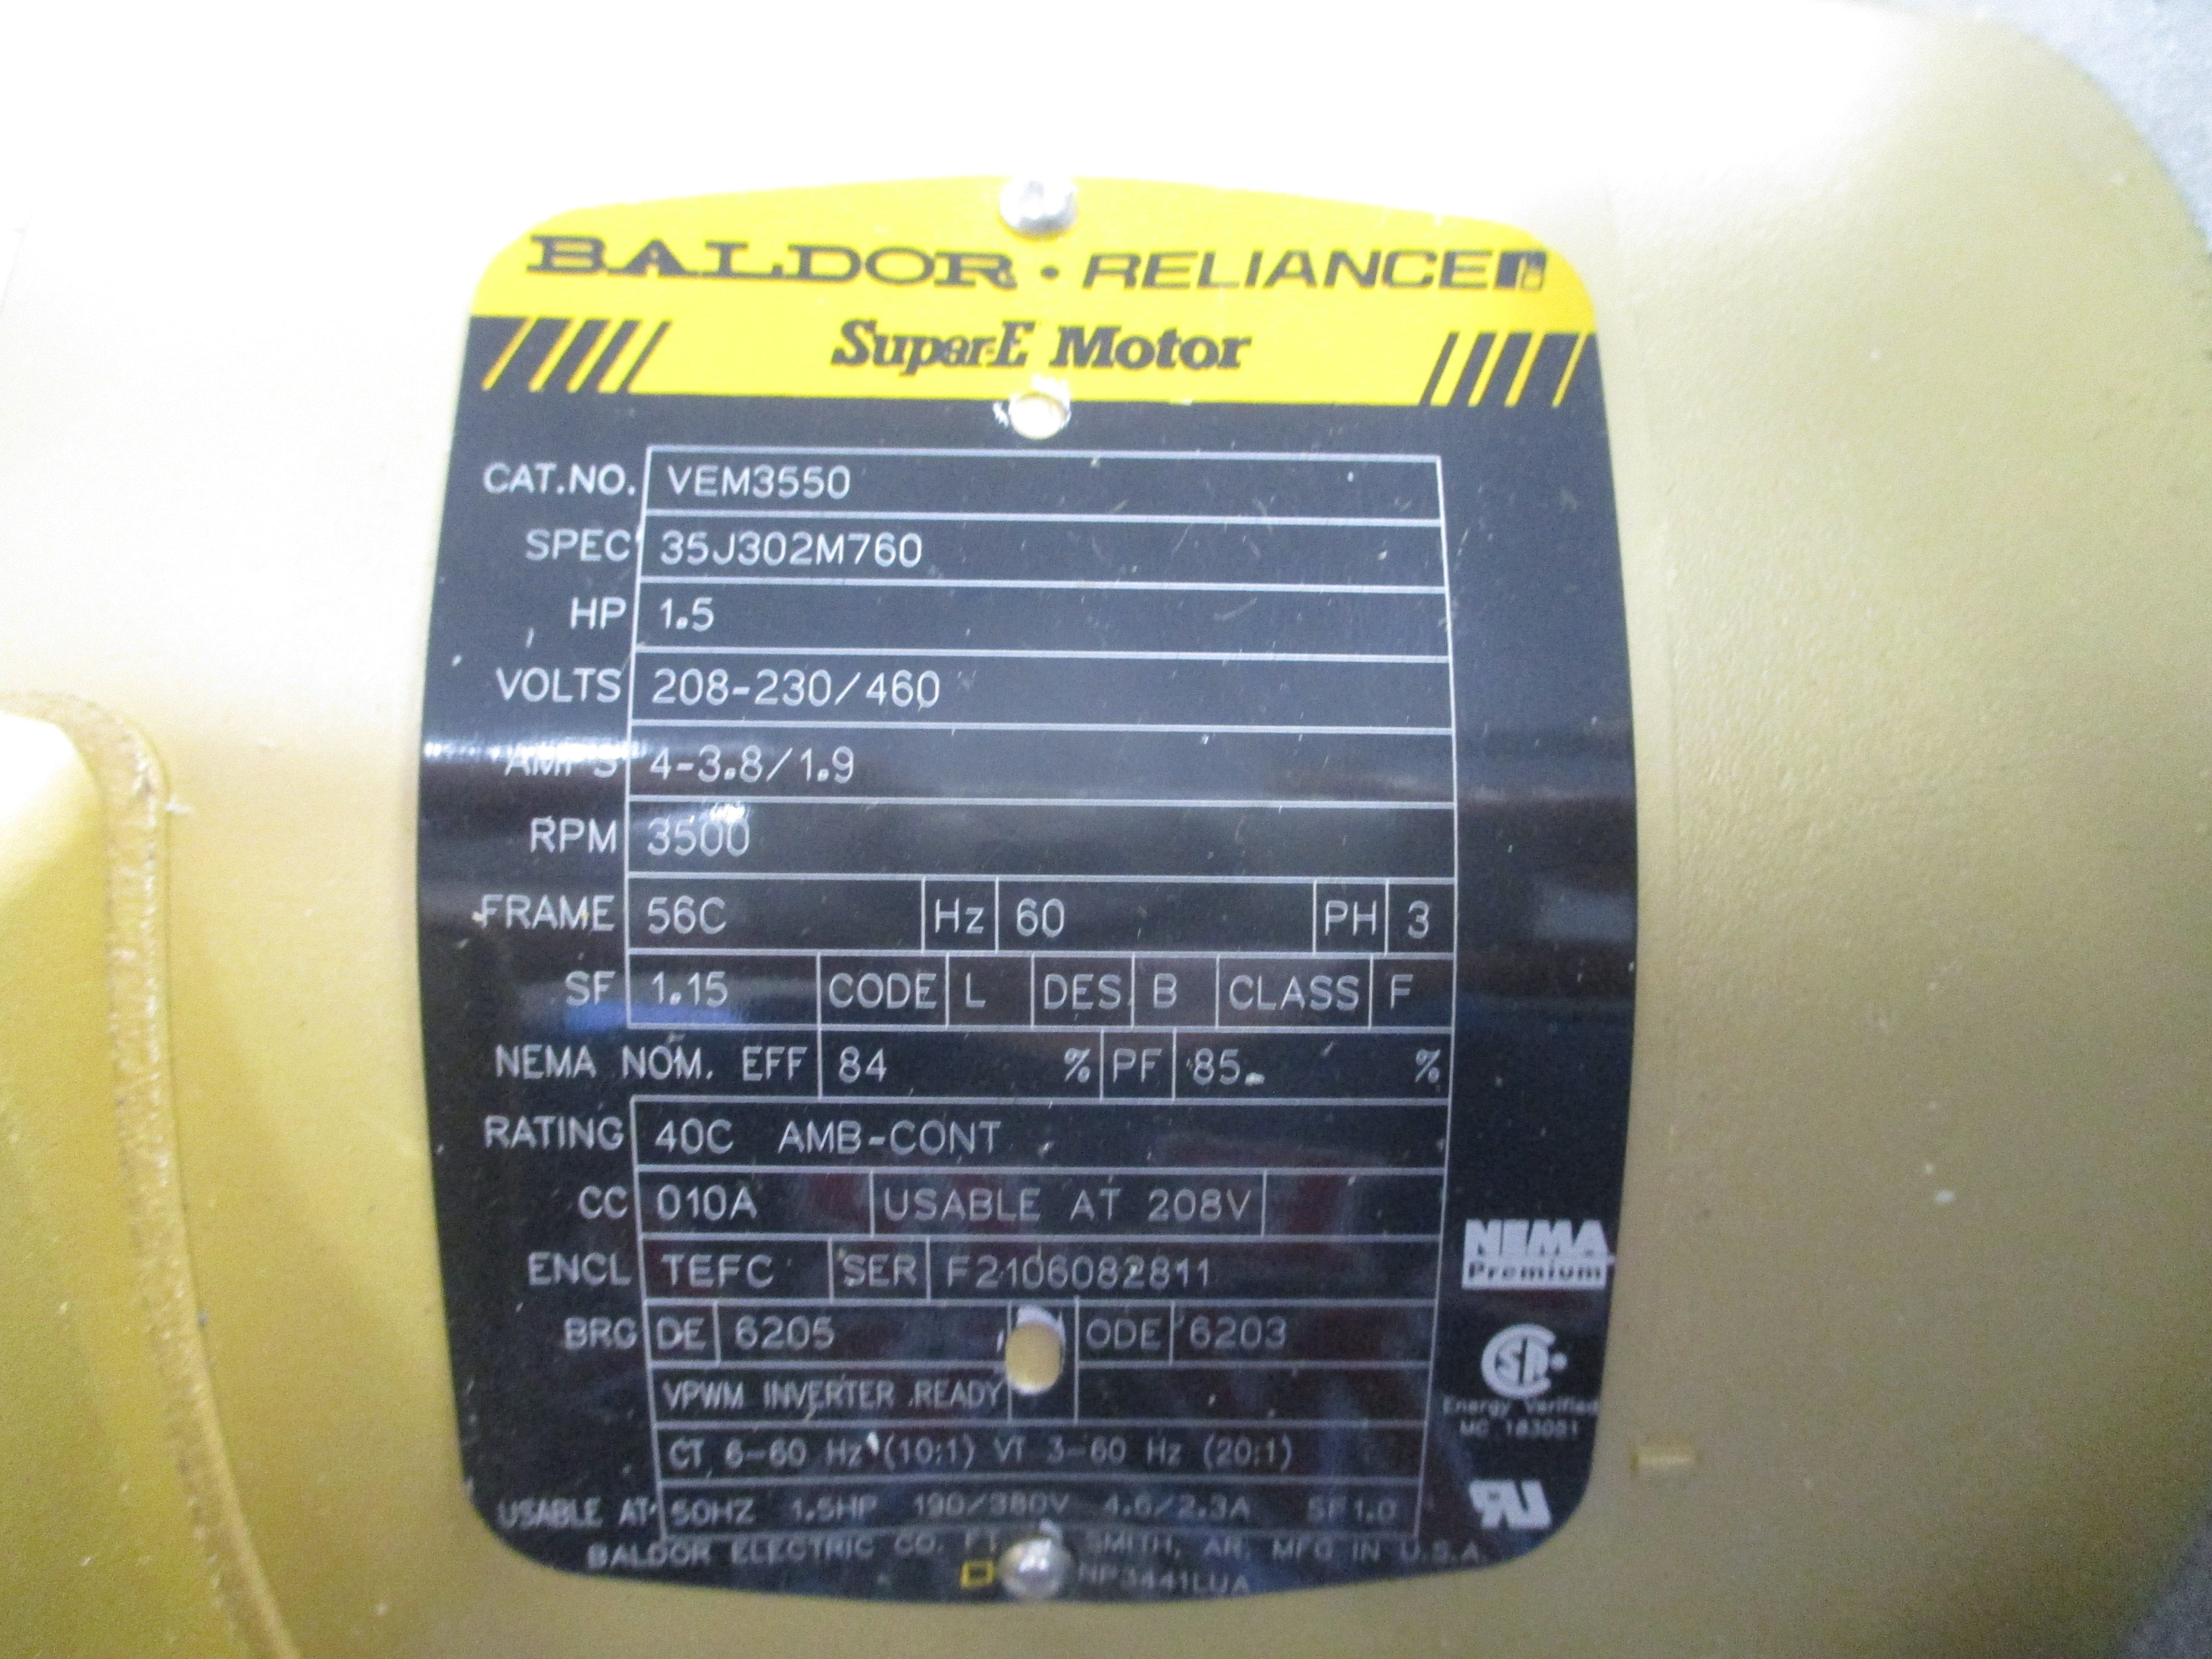 BALDOR • RELIANCE
Super-E Motor
CAT.NO. VEM3550
SPEC 35J302M760
HP 1.5
VOLTS 208-230/460
AMPS 4-3.8/1.9
RPM 3500
FRAME 56C Hz 60 PH 3
SF 1.15 CODE L DES. B CLASS F
NEMA NOM. EFF 84 % PF 85 %
RATING 40C AMB-CONT
CC 010A USABLE AT 208V
ENCL TEFC SER F2106082811
BRG DE 6205 ODE 6203
VPWM INVERTER READY
CT 6-60 Hz (10:1) VT 3-60 Hz (20:1)
USABLE AT 50HZ 1.5HP 190/380V 4.6/2.3A SF 1.0
BALDOR ELECTRIC CO. FT. SMITH, AR. MFG IN U.S.A.
NP3441LUA
NEMA
Premium
Energy Verified
MC 183051